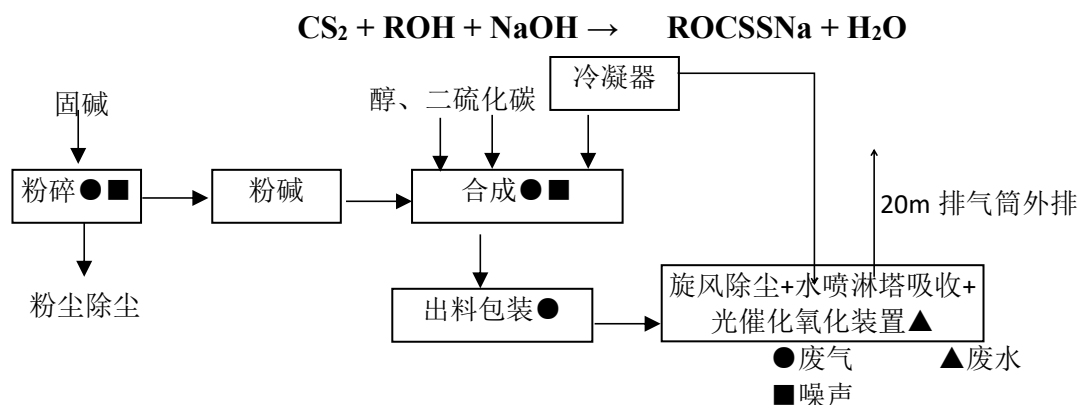 CS₂ + ROH + NaOH → ROCSSNa + H₂O
冷凝器
固碱
醇、二硫化碳
粉碎●■
粉碱
合成●■
20m 排气筒外排
粉尘除尘
出料包装●
旋风除尘+水喷淋塔吸收+
光催化氧化装置▲
●废气 ▲废水
■噪声